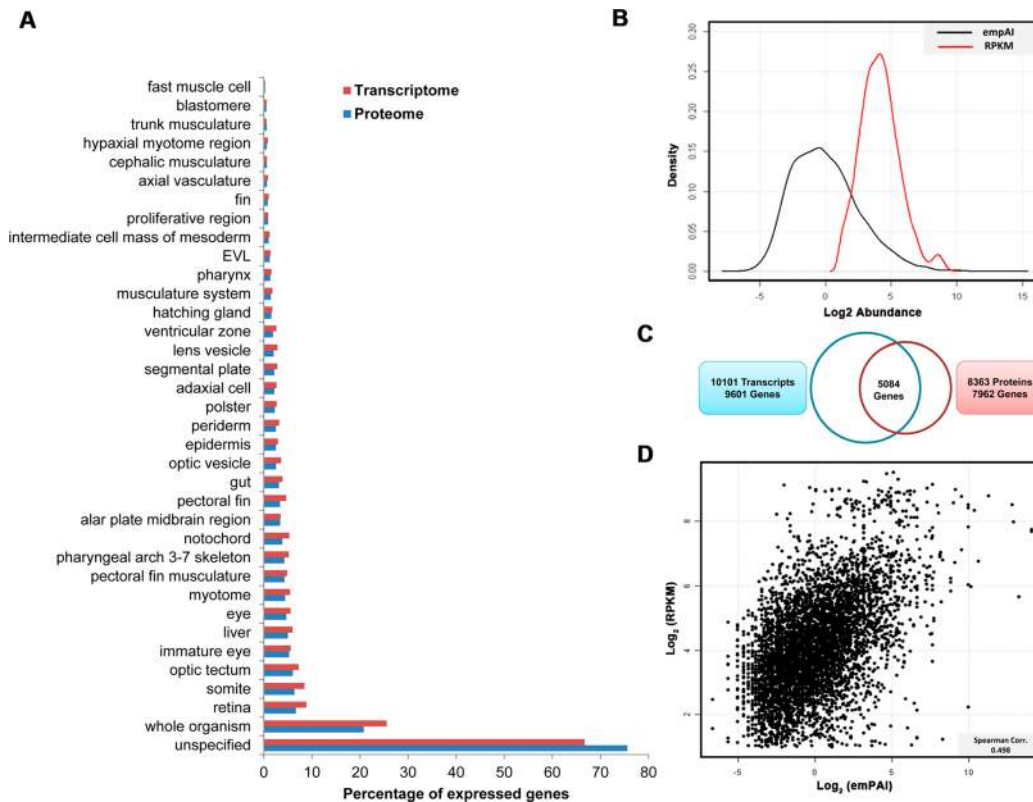 A
Transcriptome
Proteome
fast muscle cell
blastomere
trunk musculature
hypaxial myotome region
cephalic musculature
axial vasculature
fin
proliferative region
intermediate cell mass of mesoderm
EVL
pharynx
musculature system
hatching gland
ventricular zone
lens vesicle
segmental plate
adaxial cell
polster
periderm
epidermis
optic vesicle
gut
pectoral fin
alar plate midbrain region
notochord
pharyngeal arch 3-7 skeleton
pectoral fin musculature
myotome
eye
liver
immature eye
optic tectum
somite
retina
whole organism
unspecified
0 10 20 30 40 50 60 70 80
Percentage of expressed genes
B
empAI
RPKM
Density
0.30
0.25
0.20
0.15
0.10
0.05
0.00
-5 0 5 10 15
Log2 Abundance
C
10101 Transcripts
9601 Genes
5084
Genes
8363 Proteins
7962 Genes
D
Log2 (RPKM)
8
6
4
2
Spearman Corr.
0.498
-5 0 5 10
Log2 (emPAI)